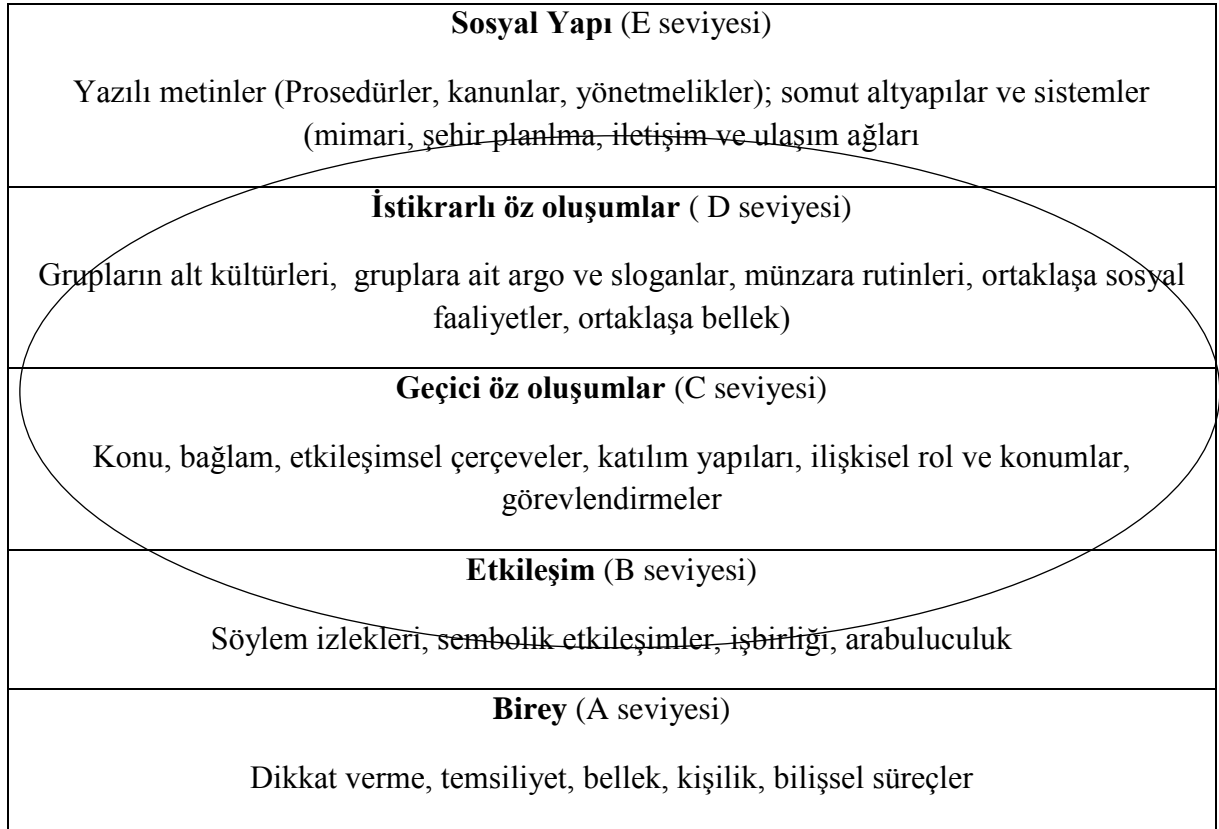 Sosyal Yapı (E seviyesi)
Yazılı metinler (Prosedürler, kanunlar, yönetmelikler); somut altyapılar ve sistemler
(mimari, şehir planlma, iletişim ve ulaşım ağları
İstikrarlı öz oluşumlar ( D seviyesi)
Grupların alt kültürleri, gruplara ait argo ve sloganlar, münzara rutinleri, ortaklaşa sosyal
faaliyetler, ortaklaşa bellek)
Geçici öz oluşumlar (C seviyesi)
Konu, bağlam, etkileşimsel çerçeveler, katılım yapıları, ilişkisel rol ve konumlar,
görevlendirmeler
Etkileşim (B seviyesi)
Söylem izlekleri, sembolik etkileşimler, işbirliği, arabuluculuk
Birey (A seviyesi)
Dikkat verme, temsiliyet, bellek, kişilik, bilişsel süreçler